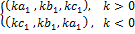 {(ka₁, kb₁, kc₁), k > 0
(kc₁, kb₁, ka₁), k < 0